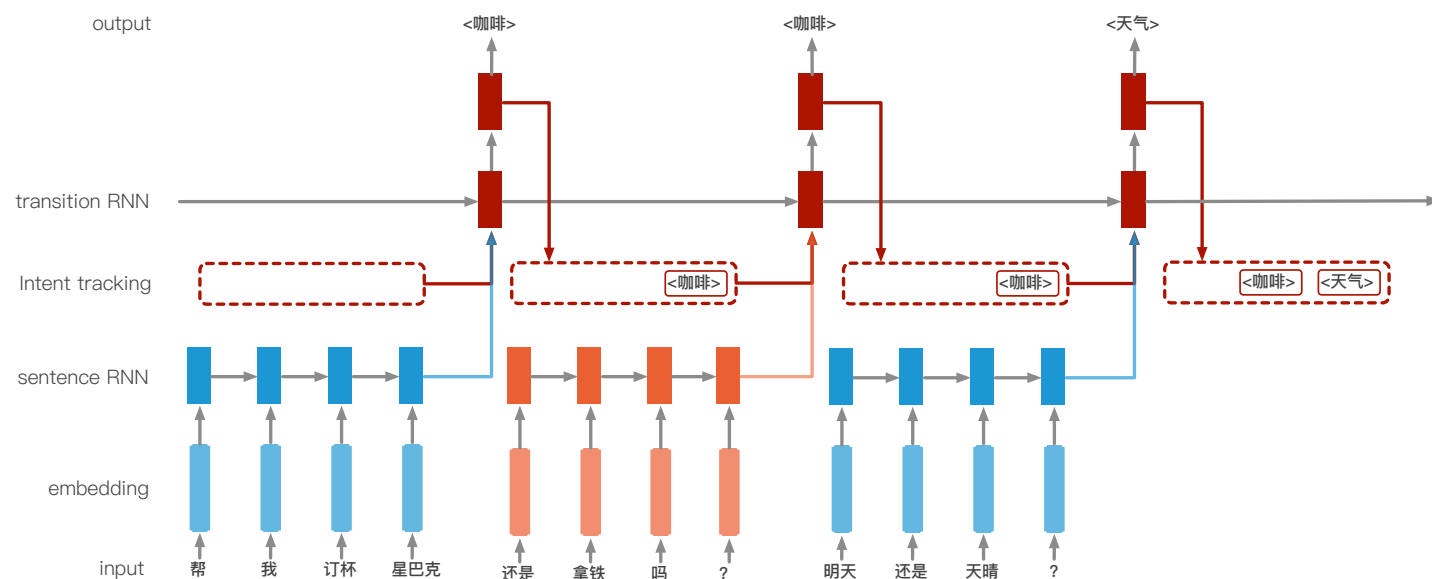 output <咖啡> <咖啡> <天气>
transition RNN
Intent tracking <咖啡> <咖啡> <咖啡> <天气>
sentence RNN
embedding
input 帮 我 订杯 星巴克 还是 拿铁 吗 ? 明天 还是 天晴 ?